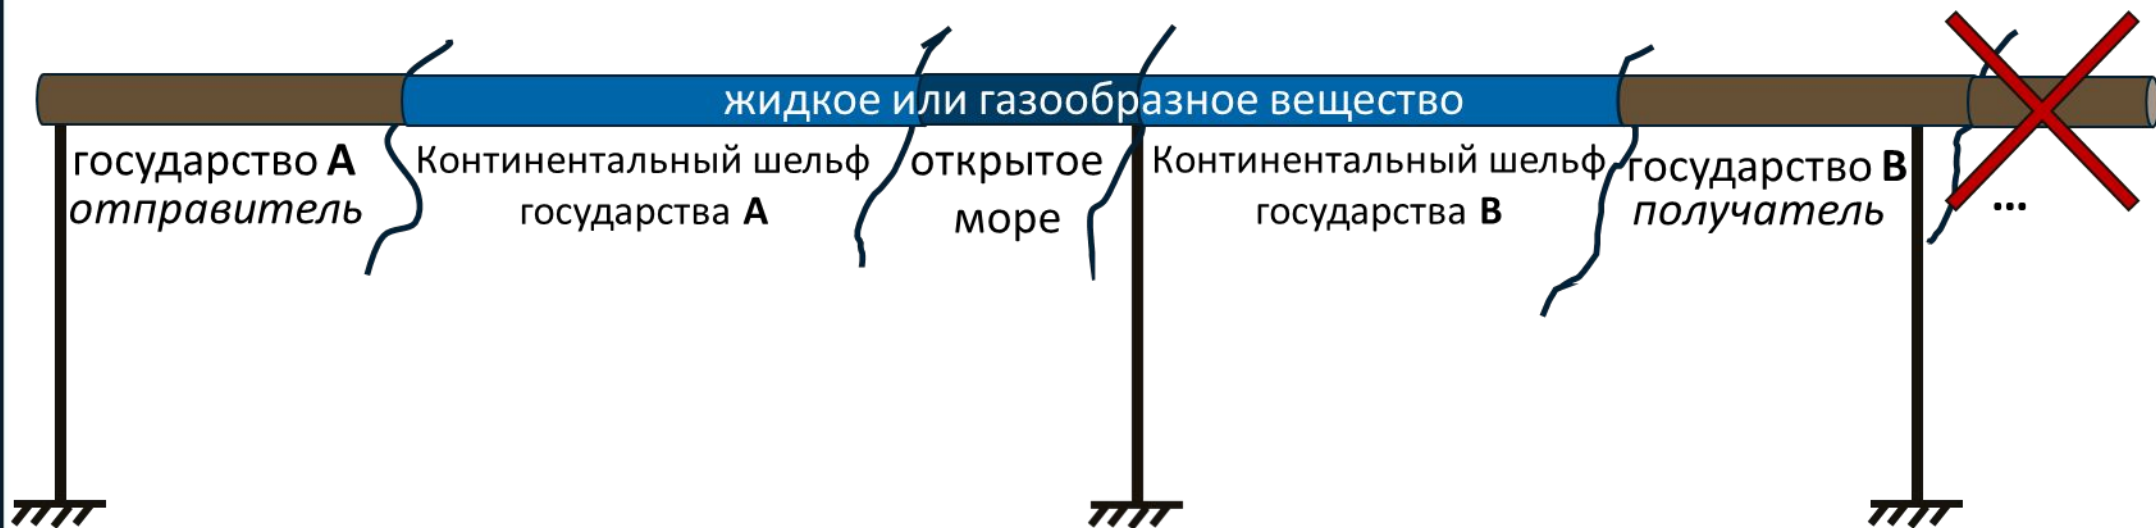 жидкое или газообразное вещество
государство А
отправитель
Континентальный шельф
государства А
открытое
море
Континентальный шельф
государства В
государство В
получатель
...